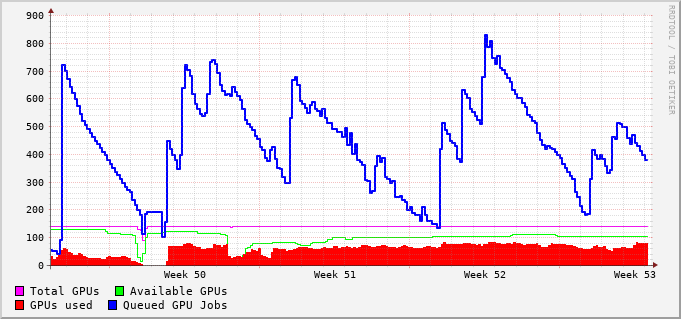 900
800
700
600
500
400
300
200
100
0
Week 50 Week 51 Week 52 Week 53
Total GPUs Available GPUs
GPUs used Queued GPU Jobs
RRDTOOL / TOBI OETIKER